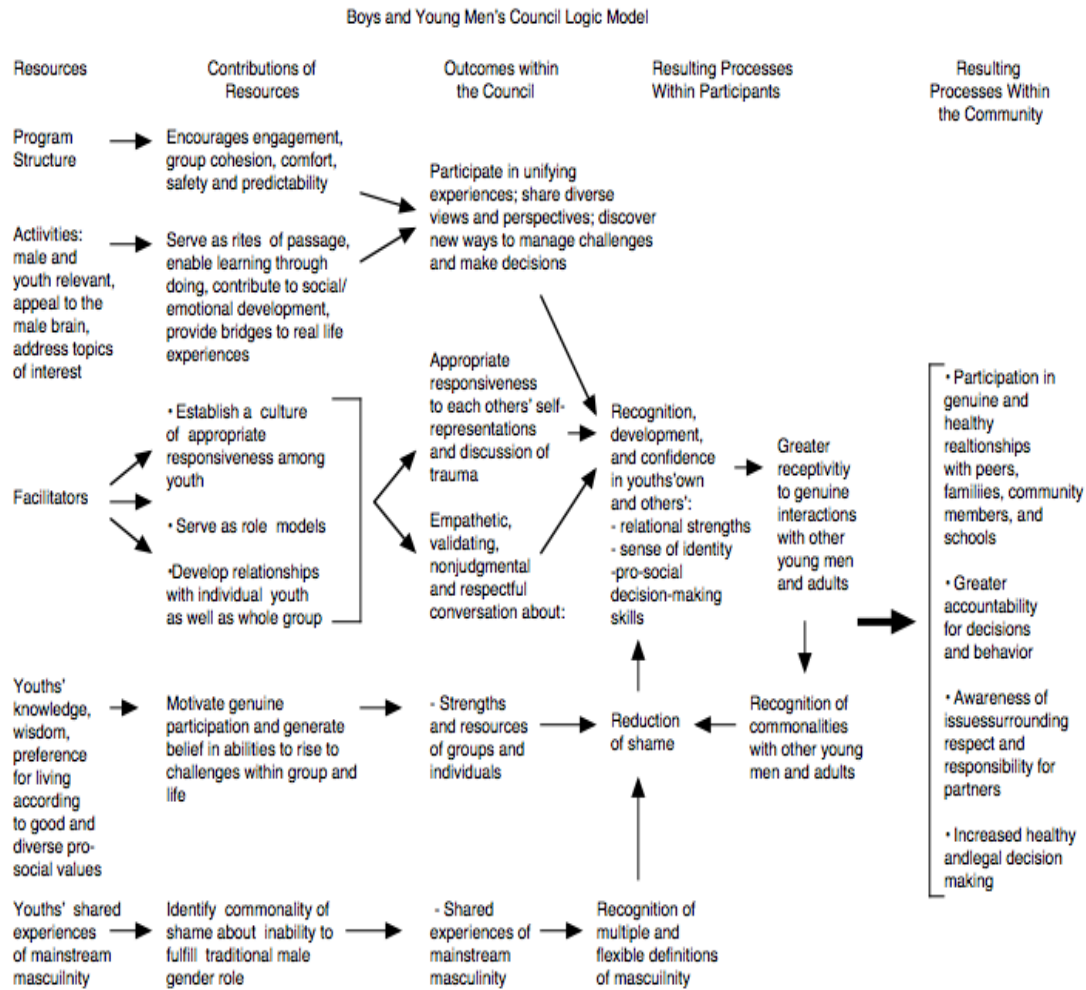 Boys and Young Men's Council Logic Model
Resources
Contributions of
Resources
Outcomes within
the Council
Resulting Processes
Within Participants
Resulting
Processes Within
the Community
Program
Structure
Encourages engagement,
group cohesion, comfort,
safety and predictability
Participate in unifying
experiences; share diverse
views and perspectives; discover
new ways to manage challenges
and make decisions
Actiivities:
male and
youth relevant,
appeal to the
male brain,
address topics
of interest
Serve as rites of passage,
enable learning through
doing, contribute to social/
emotional development,
provide bridges to real life
experiences
Facilitators
• Establish a culture
of appropriate
responsiveness among
youth
• Serve as role models
•Develop relationships
with individual youth
as well as whole group
Appropriate
responsiveness
to each others' self-
representations
and discussion of
trauma
Empathetic,
validating,
nonjudgmental
and respectful
conversation about:
Recognition,
development,
and confidence
in youths'own
and others':
- relational strengths
- sense of identity
-pro-social
decision-making
skills
Greater
receptivitiy
to genuine
interactions
with other
young men
and adults
• Participation in
genuine and
healthy
realtionships
with peers,
familiies, community
members, and
schools
• Greater
accountability
for decisions
and behavior
• Awareness of
issuessurrounding
respect and
responsibility for
partners
• Increased healthy
andlegal decision
making
Youths'
knowledge,
wisdom,
preference
for living
according
to good and
diverse pro-
social values
Motivate genuine
participation and generate
belief in abilities to rise to
challenges within group and
life
- Strengths
and resources
of groups and
individuals
Reduction
of shame
Recognition of
commonalities
with other young
men and adults
Youths' shared
experiences
of mainstream
mascuilnity
Identify commonality of
shame about inability to
fulfill traditional male
gender role
- Shared
experiences of
mainstream
masculinity
Recognition of
multiple and
flexible definitions
of mascuilnity